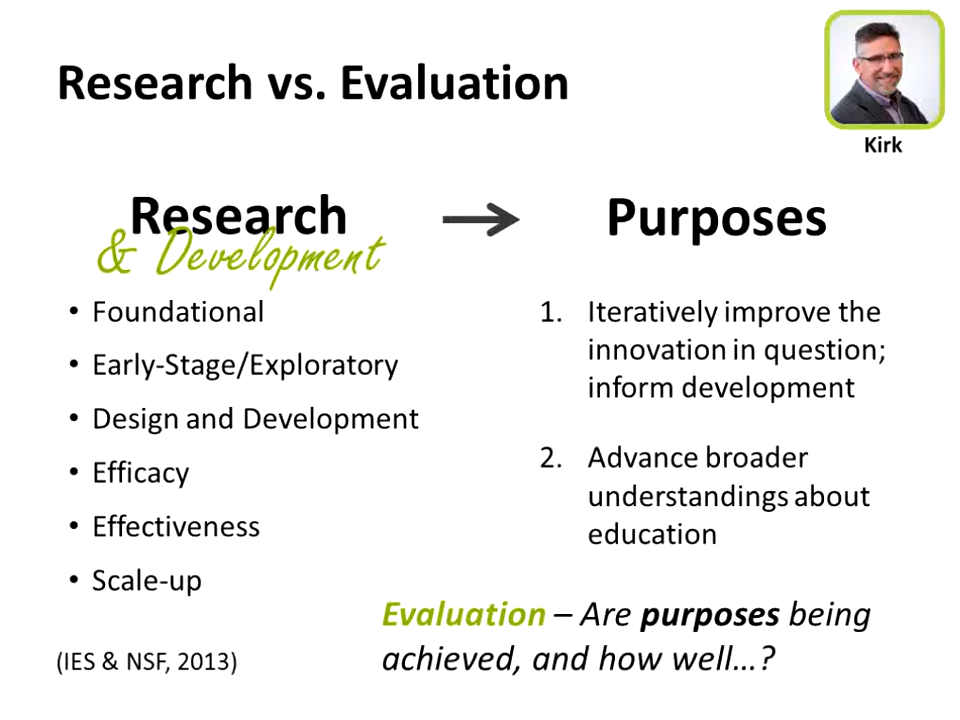 Research vs. Evaluation
Kirk
Research
& Development
• Foundational
• Early-Stage/Exploratory
• Design and Development
• Efficacy
• Effectiveness
• Scale-up
(IES & NSF, 2013)
→
Purposes
1. Iteratively improve the
innovation in question;
inform development
2. Advance broader
understandings about
education
Evaluation – Are purposes being
achieved, and how well…?